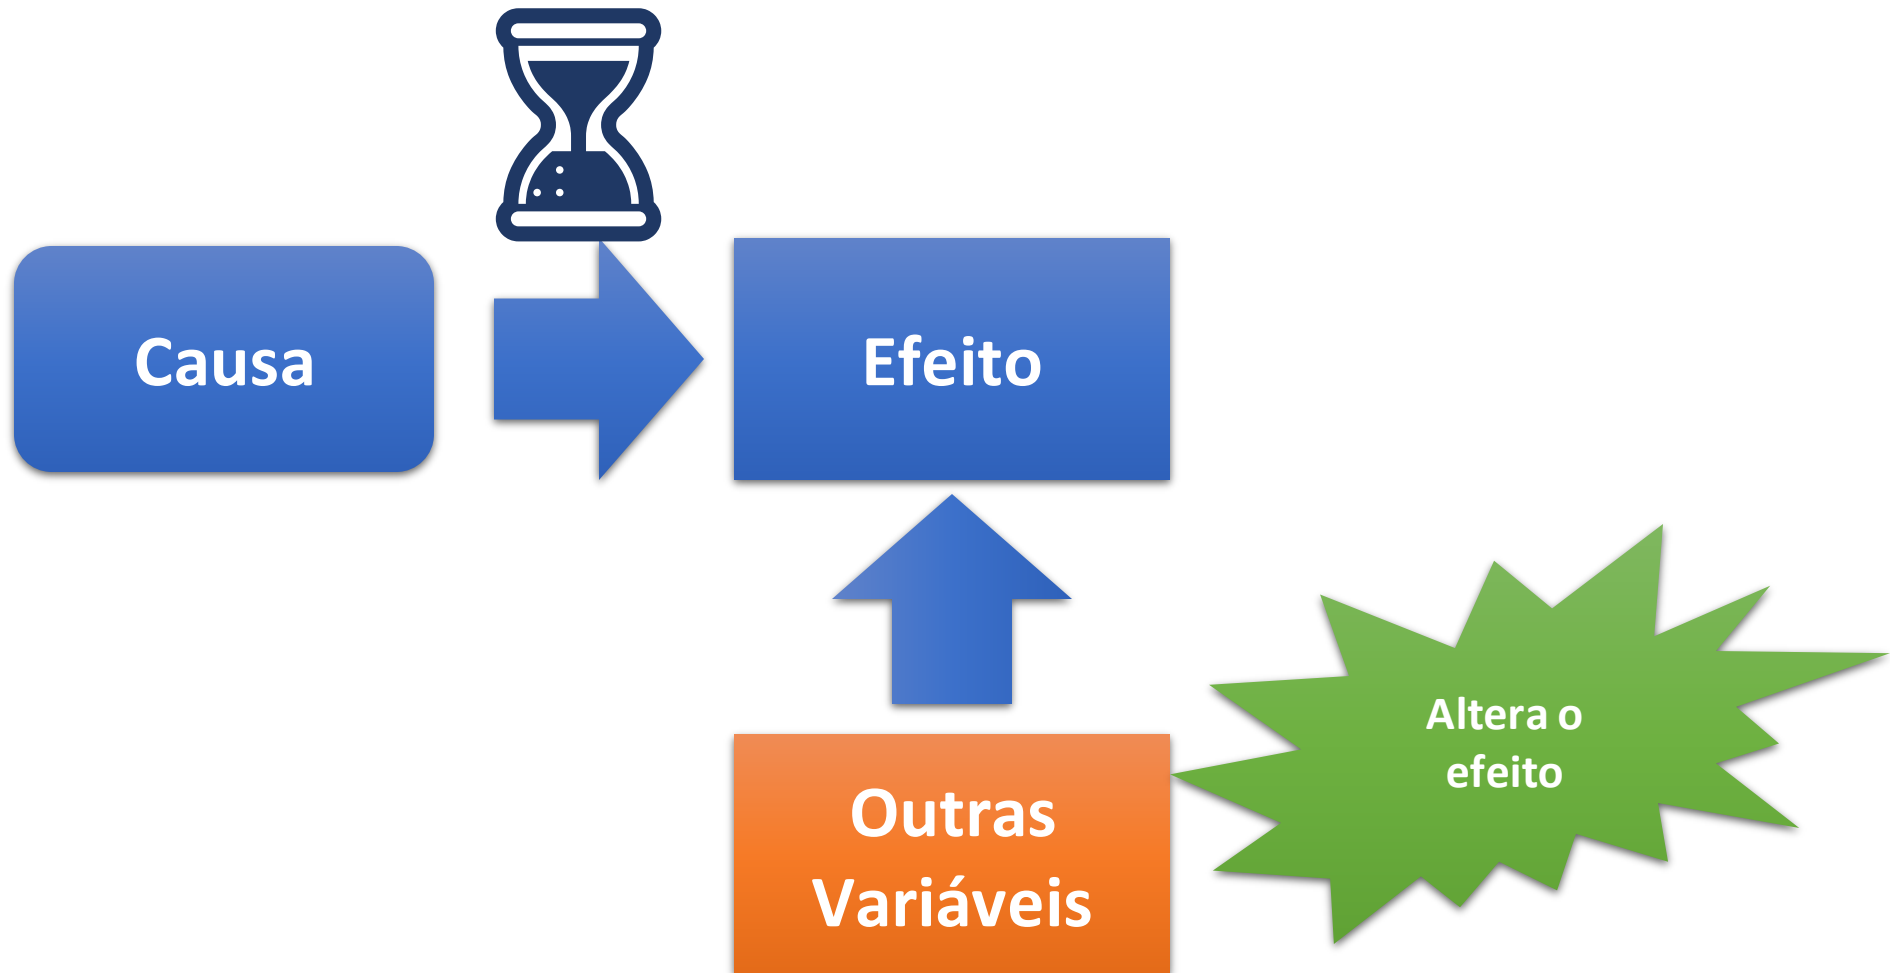 Causa
Efeito
Altera o
efeito
Outras
Variáveis